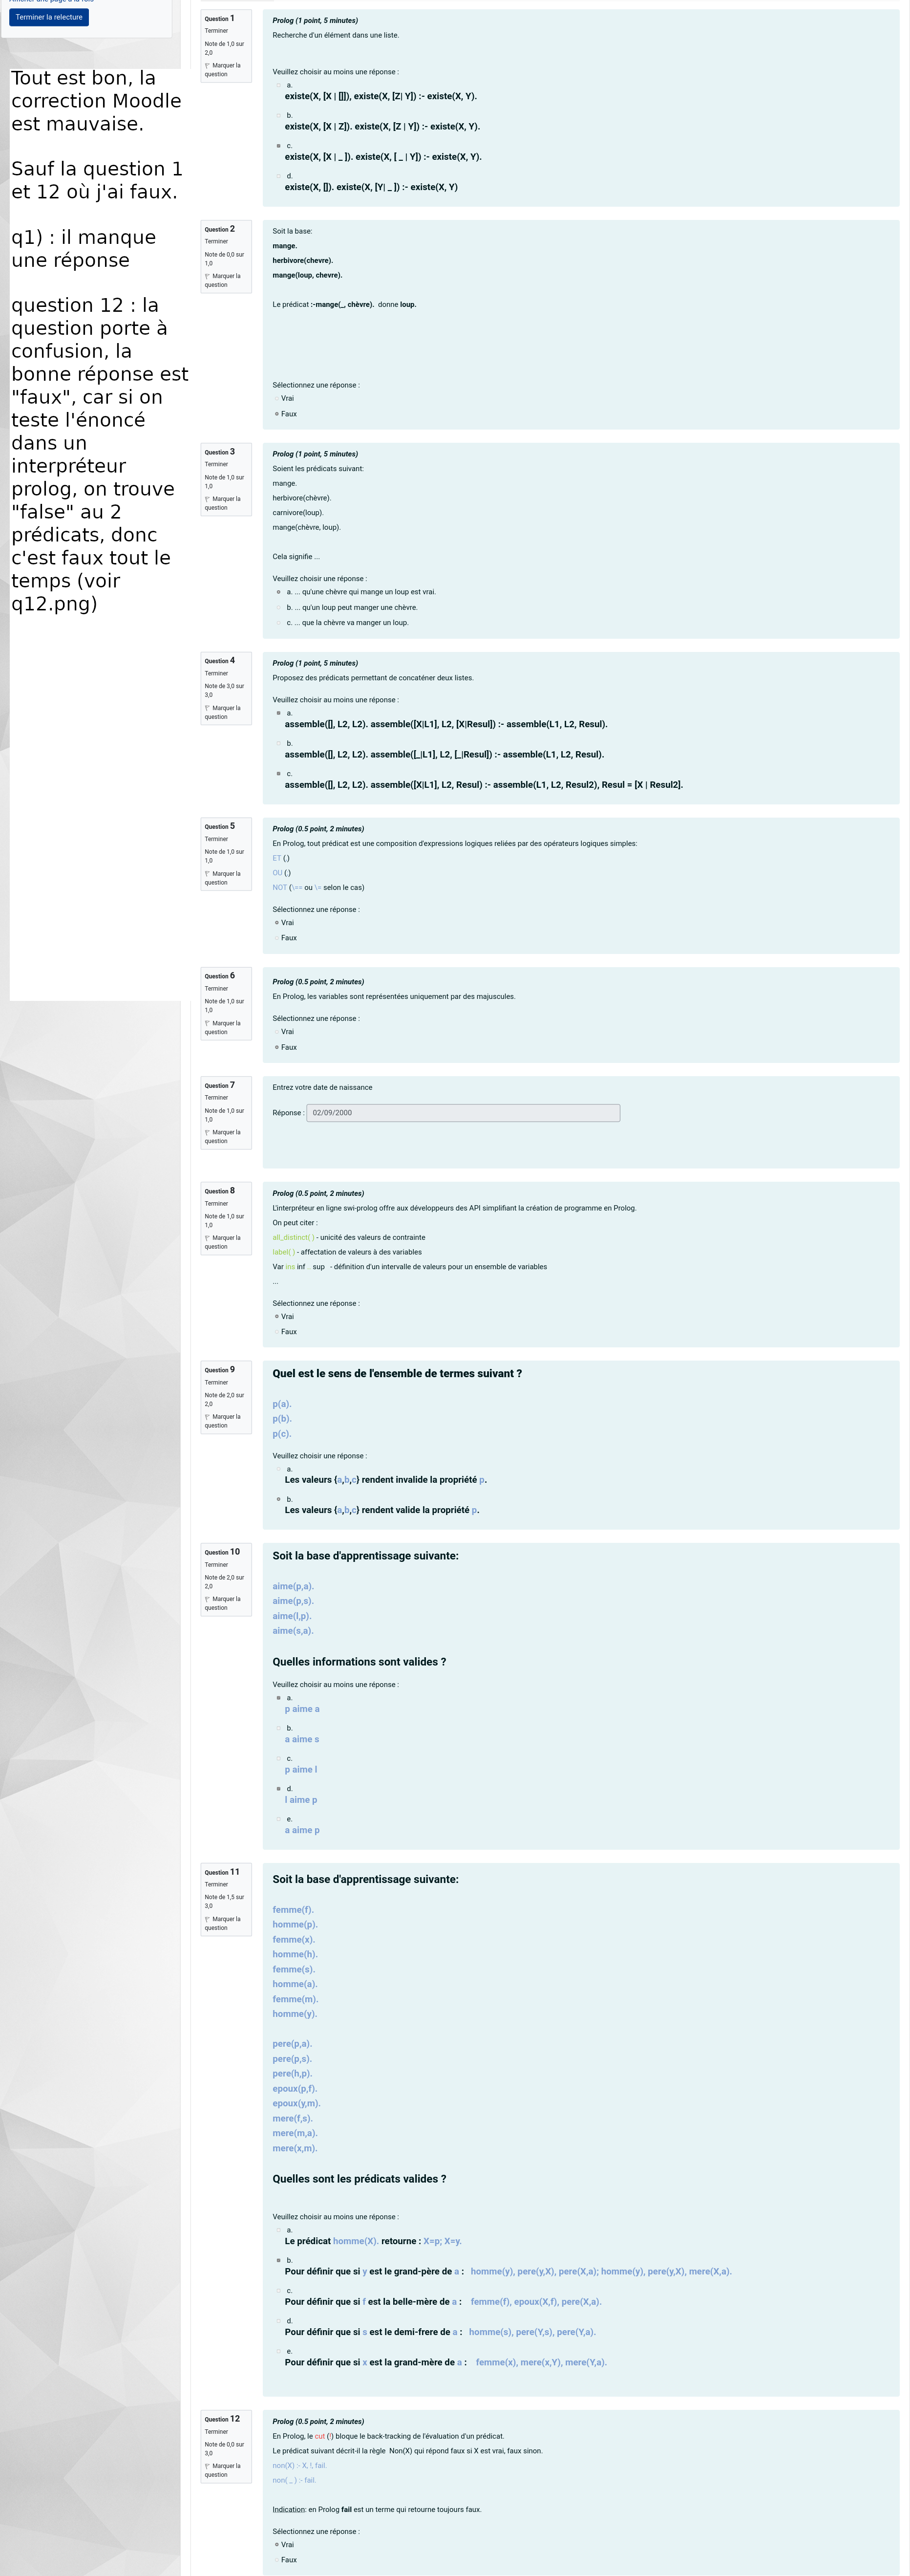 Terminer la relecture
Tout est bon, la
correction Moodle
est mauvaise.
Sauf la question 1
et 12 où j'ai faux.
q1) : il manque
une réponse
question 12 : la
question porte à
confusion, la
bonne réponse est
"faux", car si on
teste l'énoncé
dans un
interpréteur
prolog, on trouve
"false" au 2
prédicats, donc
c'est faux tout le
temps (voir
q12.png)
Question 1
Terminer
Note de 1,0 sur
2,0
Marquer la
question
Prolog (1 point, 5 minutes)
Recherche d'un élément dans une liste.
Veuillez choisir au moins une réponse :
a.
existe(X, [X | []]), existe(X, [Z| Y]) :- existe(X, Y).
b.
existe(X, [X | Z]). existe(X, [Z | Y]) :- existe(X, Y).
c.
existe(X, [X | _ ]). existe(X, [ _ | Y]) :- existe(X, Y).
d.
existe(X, []). existe(X, [Y| _ ]) :- existe(X, Y)
Question 2
Terminer
Note de 0,0 sur
1,0
Marquer la
question
Soit la base:
mange.
herbivore(chevre).
mange(loup, chevre).
Le prédicat :-mange(_, chèvre). donne loup.
Sélectionnez une réponse :
Vrai
Faux
Question 3
Terminer
Note de 1,0 sur
1,0
Marquer la
question
Prolog (1 point, 5 minutes)
Soient les prédicats suivant:
mange.
herbivore(chèvre).
carnivore(loup).
mange(chèvre, loup).
Cela signifie ...
Veuillez choisir une réponse :
a. ... qu'une chèvre qui mange un loup est vrai.
b. ... qu'un loup peut manger une chèvre.
c. ... que la chèvre va manger un loup.
Question 4
Terminer
Note de 3,0 sur
3,0
Marquer la
question
Prolog (1 point, 5 minutes)
Proposez des prédicats permettant de concaténer deux listes.
Veuillez choisir au moins une réponse :
a.
assemble([], L2, L2). assemble([X|L1], L2, [X|Resul]) :- assemble(L1, L2, Resul).
b.
assemble([], L2, L2). assemble([_|L1], L2, [_|Resul]) :- assemble(L1, L2, Resul).
c.
assemble([], L2, L2). assemble([X|L1], L2, Resul) :- assemble(L1, L2, Resul2), Resul = [X | Resul2].
Question 5
Terminer
Note de 1,0 sur
1,0
Marquer la
question
Prolog (0.5 point, 2 minutes)
En Prolog, tout prédicat est une composition d'expressions logiques reliées par des opérateurs logiques simples:
ET (,)
OU (;)
NOT (\== ou \= selon le cas)
Sélectionnez une réponse :
Vrai
Faux
Question 6
Terminer
Note de 1,0 sur
1,0
Marquer la
question
Prolog (0.5 point, 2 minutes)
En Prolog, les variables sont représentées uniquement par des majuscules.
Sélectionnez une réponse :
Vrai
Faux
Question 7
Terminer
Note de 1,0 sur
1,0
Marquer la
question
Entrez votre date de naissance
Réponse : 02/09/2000
Question 8
Terminer
Note de 1,0 sur
1,0
Marquer la
question
Prolog (0.5 point, 2 minutes)
L'interpréteur en ligne swi-prolog offre aux développeurs des API simplifiant la création de programme en Prolog.
On peut citer :
all_distinct( ) - unicité des valeurs de contrainte
label( ) - affectation de valeurs à des variables
Var ins inf .. sup - définition d'un intervalle de valeurs pour un ensemble de variables
...
Sélectionnez une réponse :
Vrai
Faux
Question 9
Terminer
Note de 2,0 sur
2,0
Marquer la
question
Quel est le sens de l'ensemble de termes suivant ?
p(a).
p(b).
p(c).
Veuillez choisir une réponse :
a.
Les valeurs {a,b,c} rendent invalide la propriété p.
b.
Les valeurs {a,b,c} rendent valide la propriété p.
Question 10
Terminer
Note de 2,0 sur
2,0
Marquer la
question
Soit la base d'apprentissage suivante:
aime(p,a).
aime(p,s).
aime(l,p).
aime(s,a).
Quelles informations sont valides ?
Veuillez choisir au moins une réponse :
a.
p aime a
b.
a aime s
c.
p aime l
d.
l aime p
e.
a aime p
Question 11
Terminer
Note de 1,5 sur
3,0
Marquer la
question
Soit la base d'apprentissage suivante:
femme(f).
homme(p).
femme(x).
homme(h).
femme(s).
homme(a).
femme(m).
homme(y).
pere(p,a).
pere(p,s).
pere(h,p).
epoux(p,f).
epoux(y,m).
mere(f,s).
mere(m,a).
mere(x,m).
Quelles sont les prédicats valides ?
Veuillez choisir au moins une réponse :
a.
Le prédicat homme(X). retourne : X=p; X=y.
b.
Pour définir que si y est le grand-père de a : homme(y), pere(y,X), pere(X,a); homme(y), pere(y,X), mere(X,a).
c.
Pour définir que si f est la belle-mère de a : femme(f), epoux(X,f), pere(X,a).
d.
Pour définir que si s est le demi-frere de a : homme(s), pere(Y,s), pere(Y,a).
e.
Pour définir que si x est la grand-mère de a : femme(x), mere(x,Y), mere(Y,a).
Question 12
Terminer
Note de 0,0 sur
3,0
Marquer la
question
Prolog (0.5 point, 2 minutes)
En Prolog, le cut (!) bloque le back-tracking de l'évaluation d'un prédicat.
Le prédicat suivant décrit-il la règle Non(X) qui répond faux si X est vrai, faux sinon.
non(X) :- X, !, fail.
non( _ ) :- fail.
Indication: en Prolog fail est un terme qui retourne toujours faux.
Sélectionnez une réponse :
Vrai
Faux